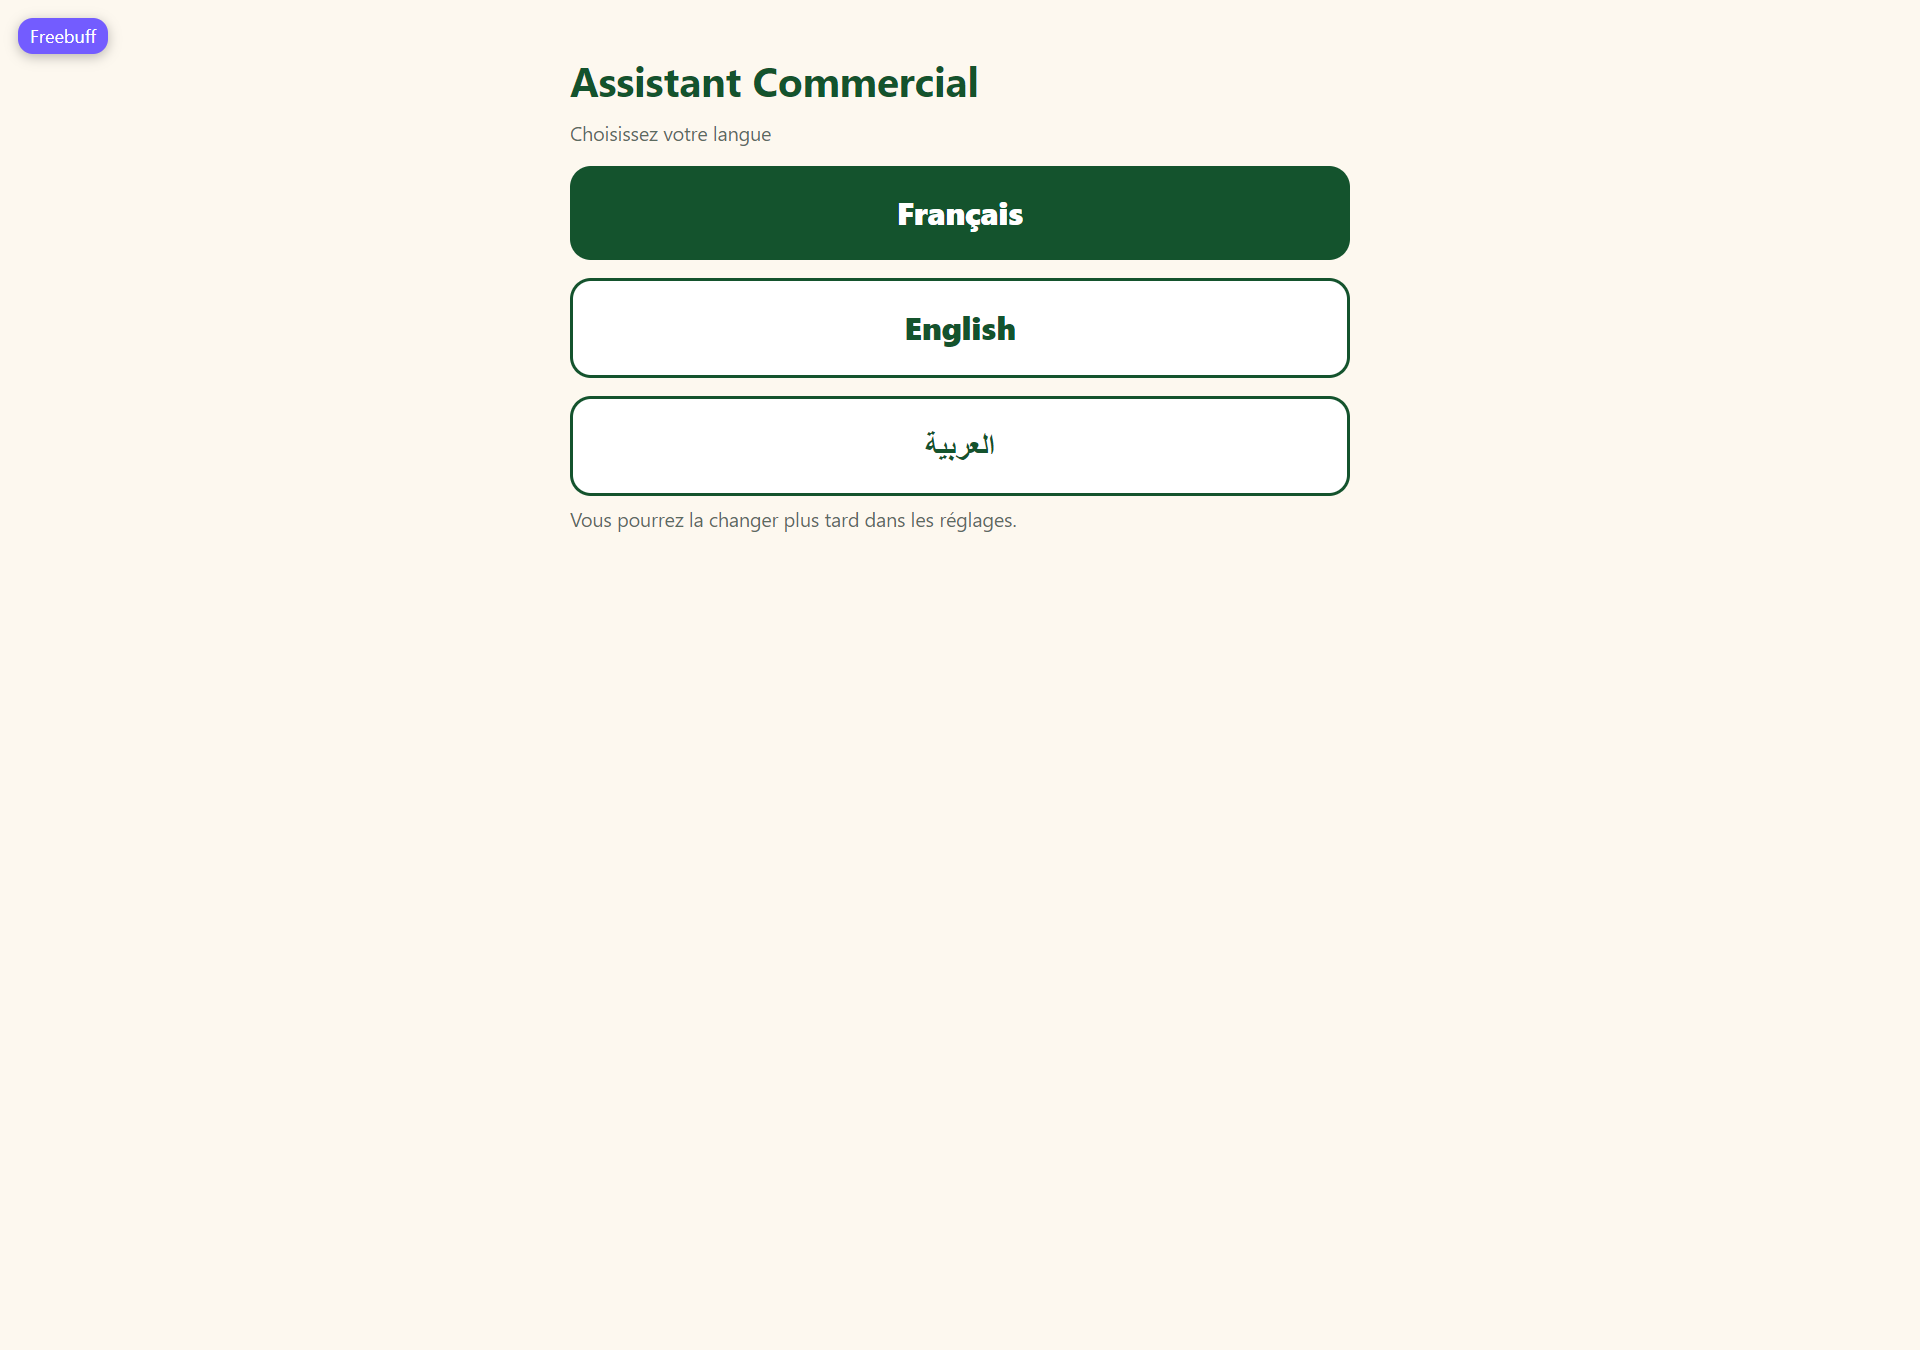 Freebuff
Assistant Commercial
Choisissez votre langue
Français
English
العربية
Vous pourrez la changer plus tard dans les réglages.